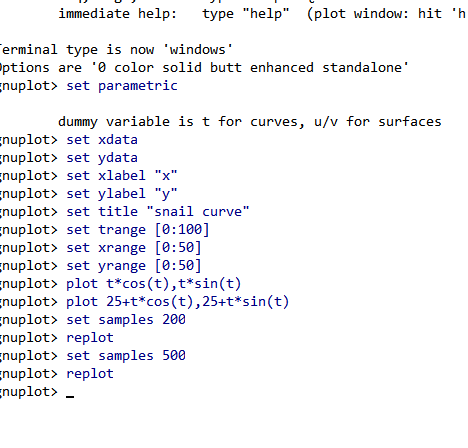 immediate help: type "help" (plot window: hit 'h
Terminal type is now 'windows'
Options are '0 color solid butt enhanced standalone'
gnuplot> set parametric
dummy variable is t for curves, u/v for surfaces
gnuplot> set xdata
gnuplot> set ydata
gnuplot> set xlabel "x"
gnuplot> set ylabel "y"
gnuplot> set title "snail curve"
gnuplot> set trange [0:100]
gnuplot> set xrange [0:50]
gnuplot> set yrange [0:50]
gnuplot> plot t*cos(t),t*sin(t)
gnuplot> plot 25+t*cos(t),25+t*sin(t)
gnuplot> set samples 200
gnuplot> replot
gnuplot> set samples 500
gnuplot> replot
gnuplot> _